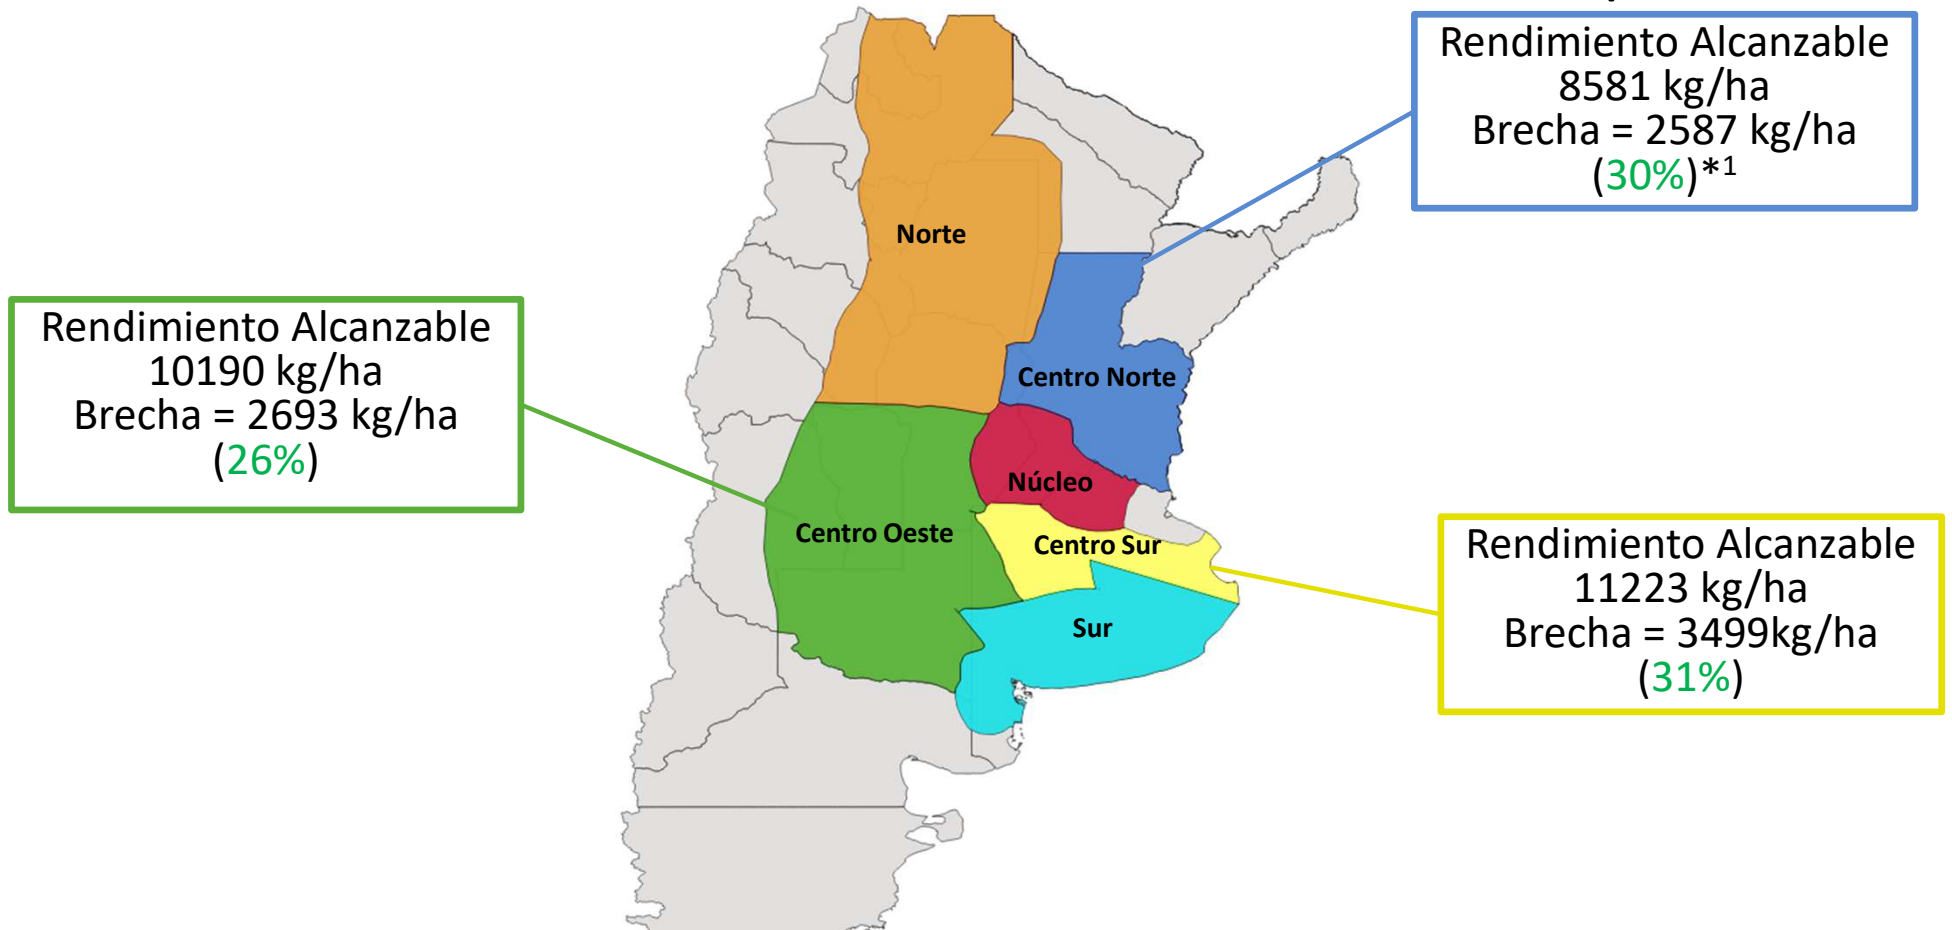 Rendimiento Alcanzable
8581 kg/ha
Brecha = 2587 kg/ha
(30%)*1
Norte
Rendimiento Alcanzable
10190 kg/ha
Brecha = 2693 kg/ha
(26%)
Centro Norte
Núcleo
Centro Oeste
Centro Sur
Rendimiento Alcanzable
11223 kg/ha
Brecha = 3499kg/ha
(31%)
Sur